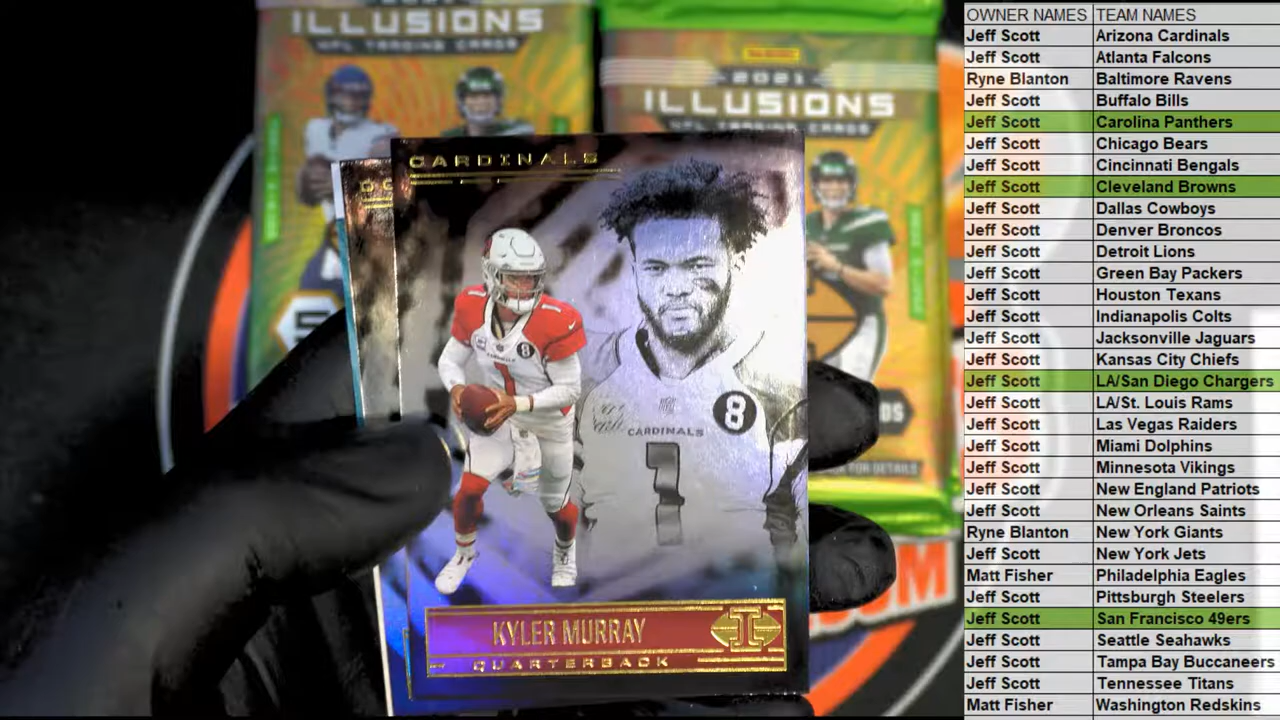 ILLUSIONS
NFL TRADING CARDS
PANINI
2021
ILLUSIONS
NFL TRADING CARDS
CARDINALS
8
1
8
CARDINALS
1
KYLER MURRAY
QUARTERBACK
FOR DETAILS
OWNER NAMES TEAM NAMES
Jeff Scott Arizona Cardinals
Jeff Scott Atlanta Falcons
Ryne Blanton Baltimore Ravens
Jeff Scott Buffalo Bills
Jeff Scott Carolina Panthers
Jeff Scott Chicago Bears
Jeff Scott Cincinnati Bengals
Jeff Scott Cleveland Browns
Jeff Scott Dallas Cowboys
Jeff Scott Denver Broncos
Jeff Scott Detroit Lions
Jeff Scott Green Bay Packers
Jeff Scott Houston Texans
Jeff Scott Indianapolis Colts
Jeff Scott Jacksonville Jaguars
Jeff Scott Kansas City Chiefs
Jeff Scott LA/San Diego Chargers
Jeff Scott LA/St. Louis Rams
Jeff Scott Las Vegas Raiders
Jeff Scott Miami Dolphins
Jeff Scott Minnesota Vikings
Jeff Scott New England Patriots
Jeff Scott New Orleans Saints
Ryne Blanton New York Giants
Jeff Scott New York Jets
Matt Fisher Philadelphia Eagles
Jeff Scott Pittsburgh Steelers
Jeff Scott San Francisco 49ers
Jeff Scott Seattle Seahawks
Jeff Scott Tampa Bay Buccaneers
Jeff Scott Tennessee Titans
Matt Fisher Washington Redskins